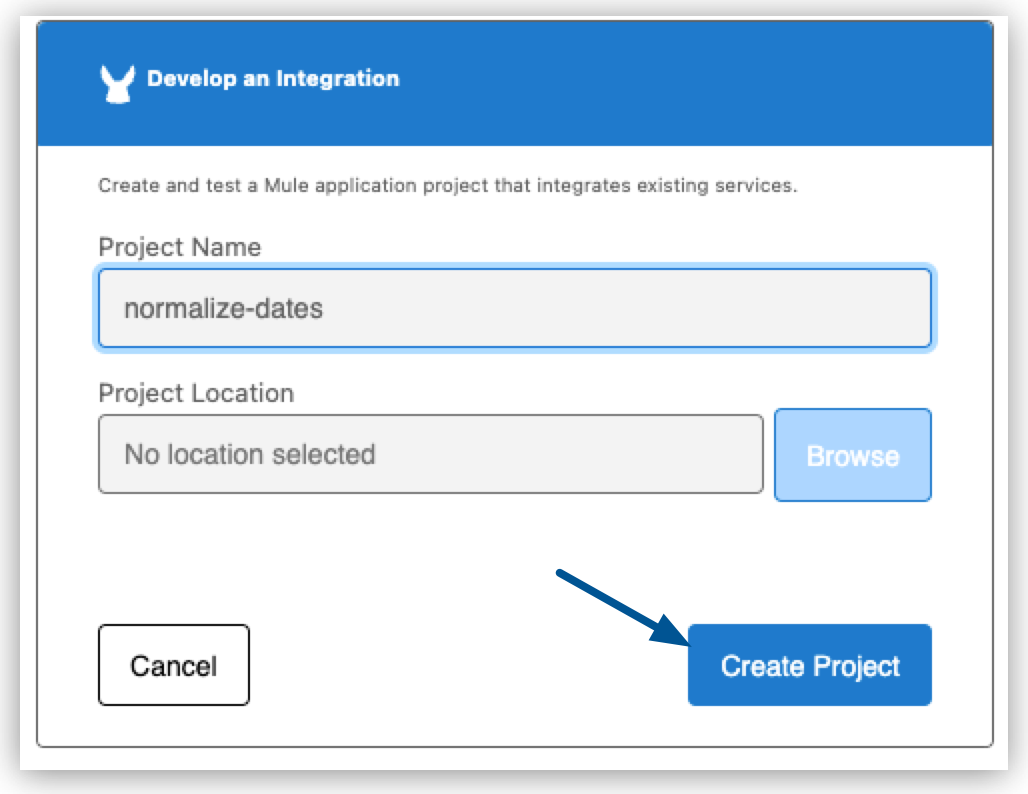 Develop an Integration
Create and test a Mule application project that integrates existing services.
Project Name
normalize-dates
Project Location
No location selected
Browse
Cancel
Create Project